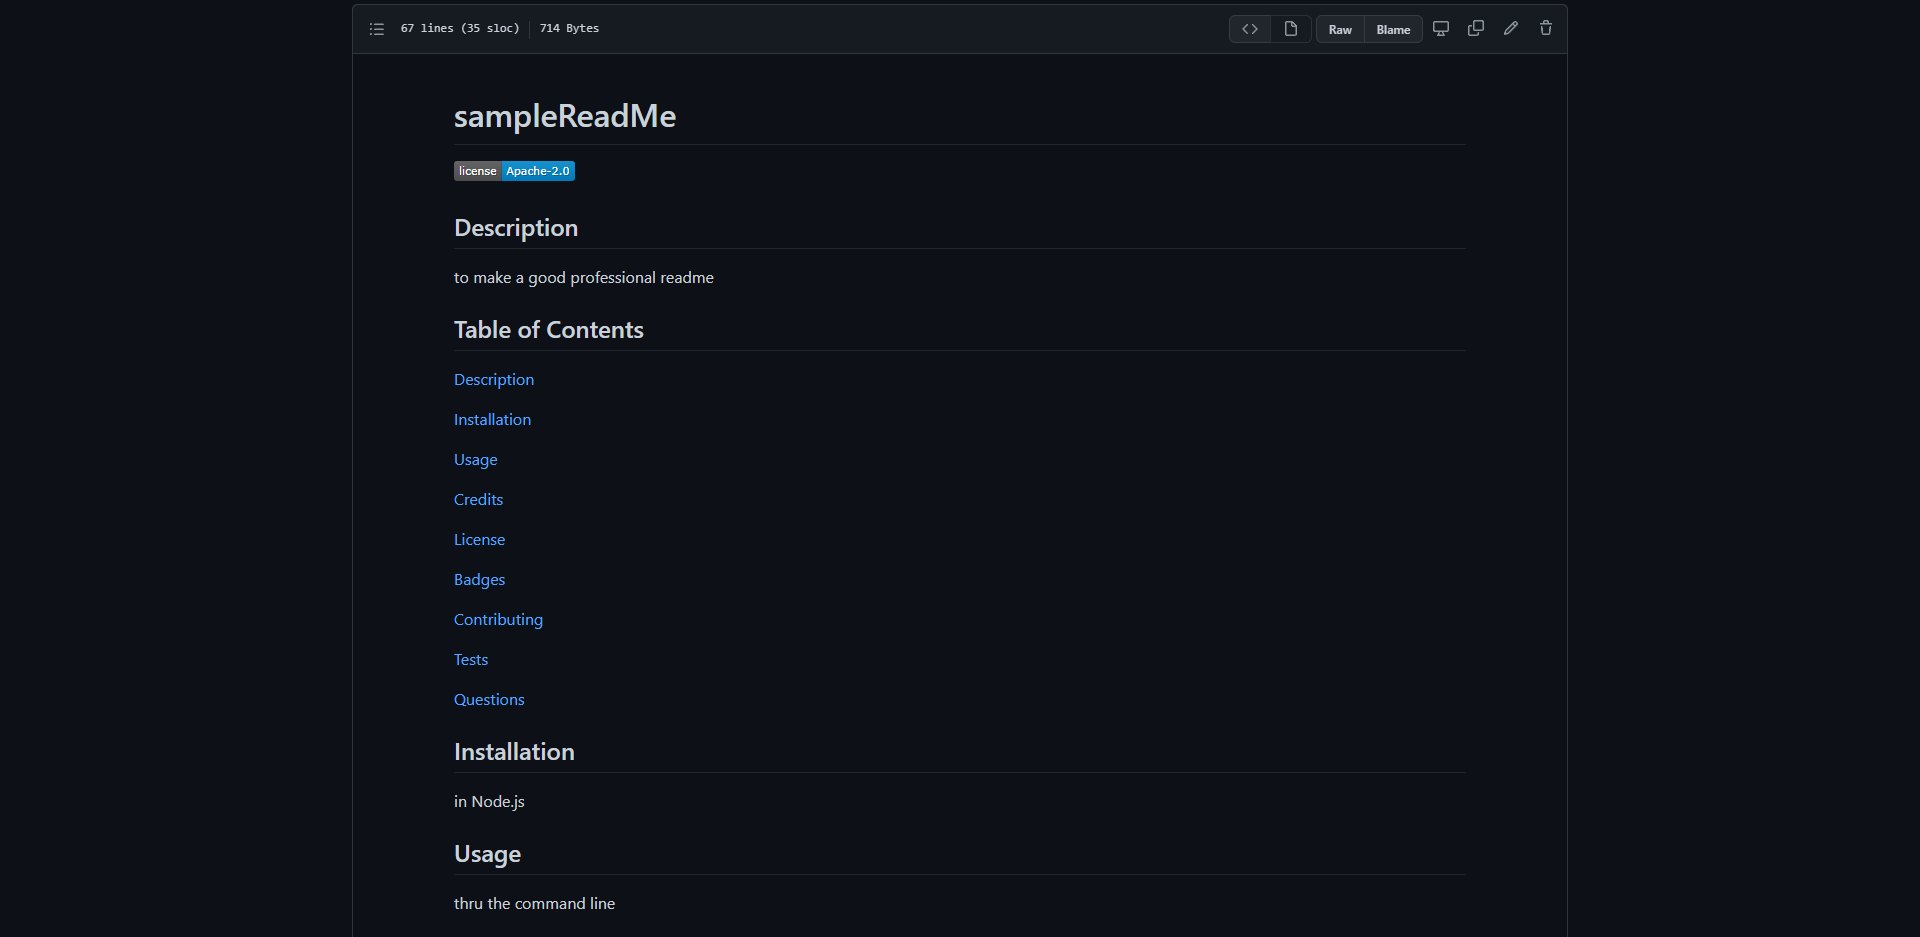 67 lines (35 sloc) 714 Bytes Raw Blame
sampleReadMe
license Apache-2.0
Description
to make a good professional readme
Table of Contents
Description
Installation
Usage
Credits
License
Badges
Contributing
Tests
Questions
Installation
in Node.js
Usage
thru the command line